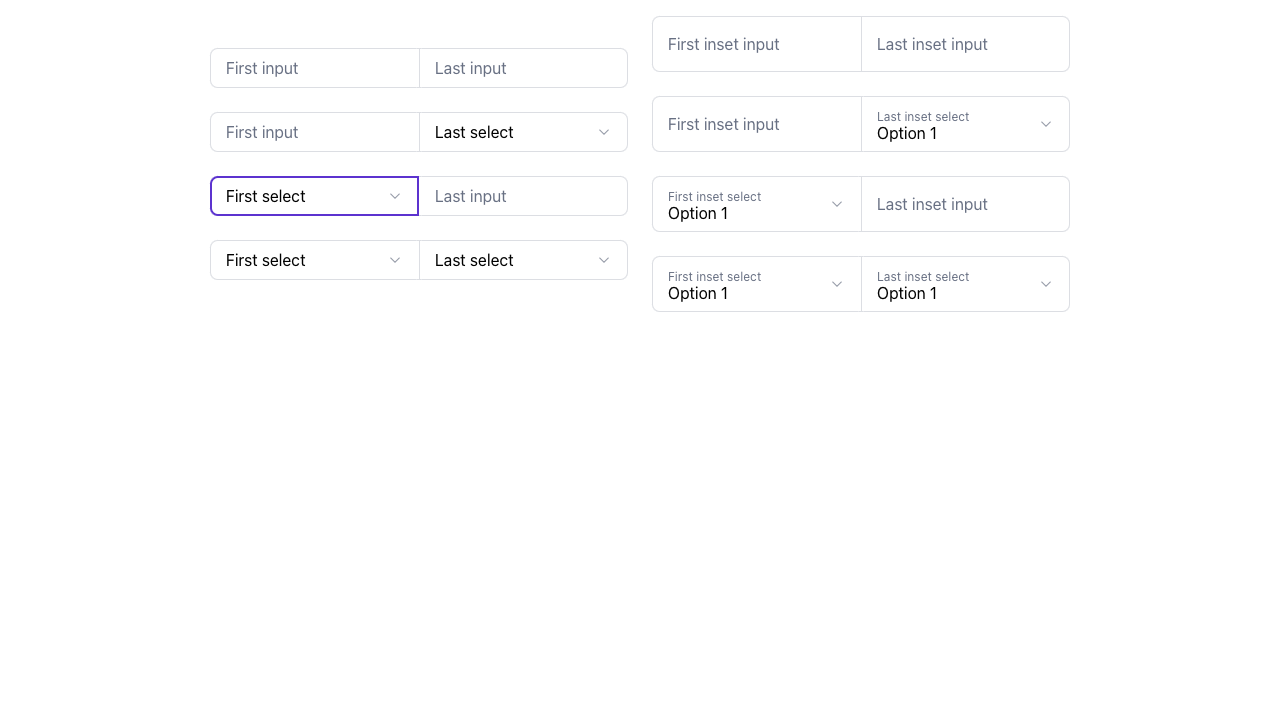 First input
Last input
First input
Last select
First select
Last input
First select
Last select
First inset input
Last inset input
First inset input
Last inset select
Option 1
First inset select
Option 1
Last inset input
First inset select
Option 1
Last inset select
Option 1